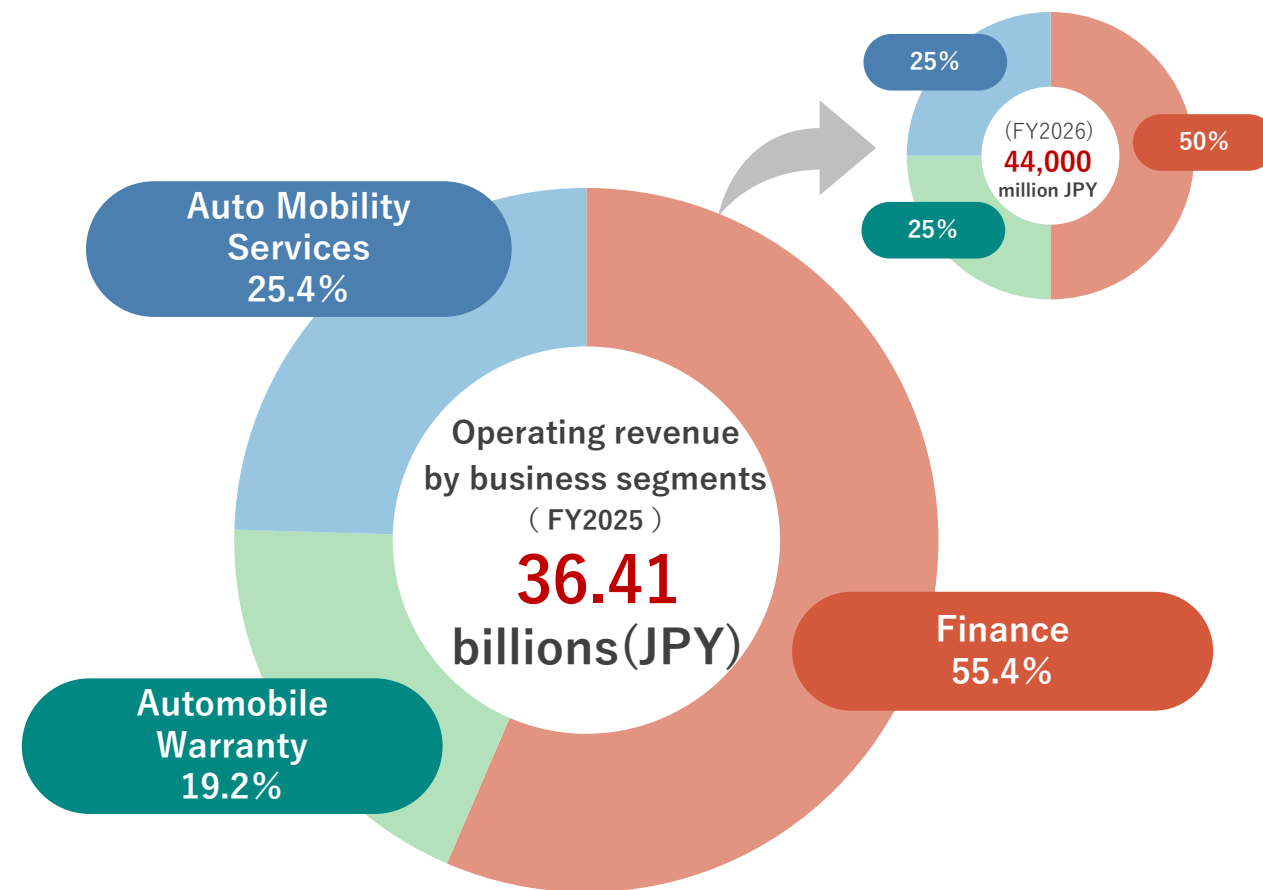 25%
(FY2026)
44,000
million JPY
50%
25%
Auto Mobility
Services
25.4%
Operating revenue
by business segments
（ FY2025 ）
36.41
billions(JPY)
Finance
55.4%
Automobile
Warranty
19.2%